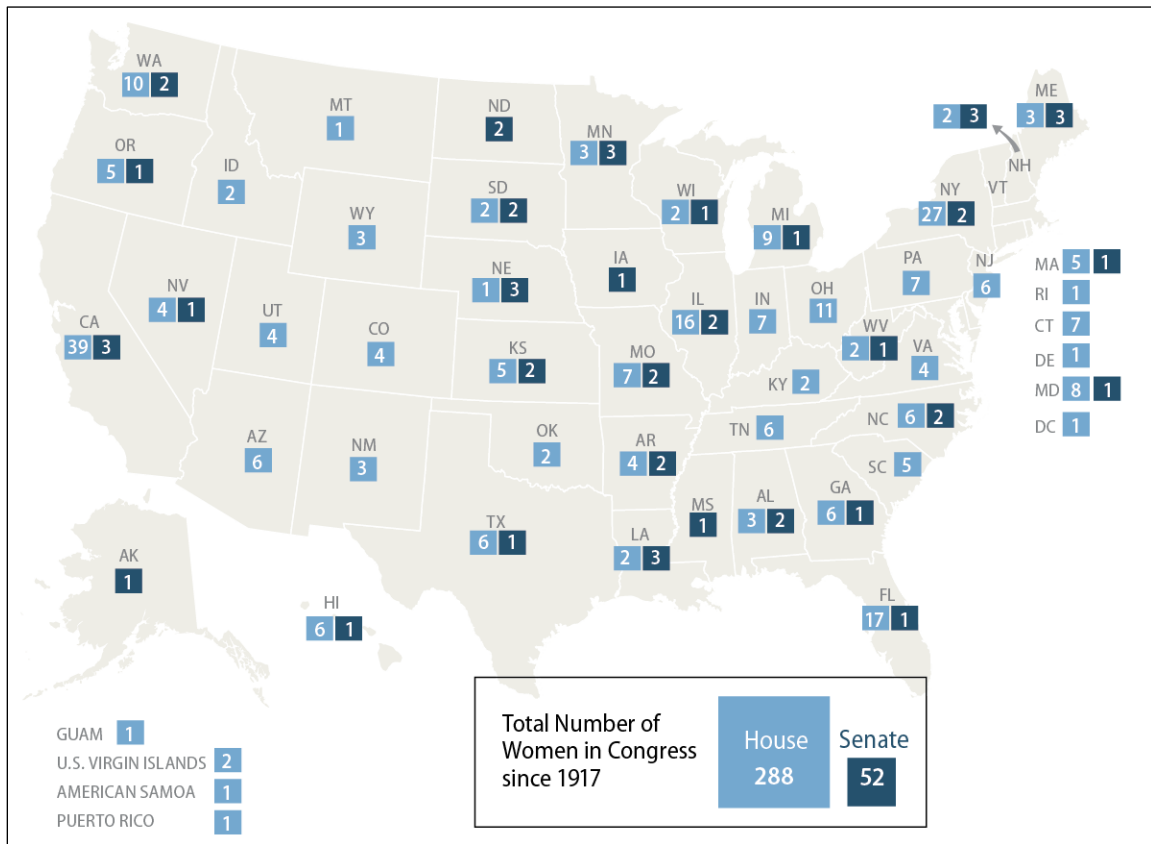 WA
10 2
MT
1
ND
2
MN
3 3
2 3
ME
3 3
OR
5 1
ID
2
SD
2 2
WI
2 1
MI
9 1
NH
VT
NY
27 2
WY
3
NE
1 3
IA
1
PA
7
NJ
6
MA 5 1
RI 1
CT 7
DE 1
MD 8 1
DC 1
NV
4 1
UT
4
CO
4
IL
16 2
IN
7
OH
11
WV
2 1
VA
4
CA
39 3
KS
5 2
MO
7 2
KY 2
AZ
6
NM
3
OK
2
AR
4 2
TN 6
NC 6 2
SC 5
TX
6 1
LA
2 3
MS
1
AL
3 2
GA
6 1
AK
1
HI
6 1
FL
17 1
GUAM 1
U.S. VIRGIN ISLANDS 2
AMERICAN SAMOA 1
PUERTO RICO 1
Total Number of
Women in Congress
since 1917
House
288
Senate
52